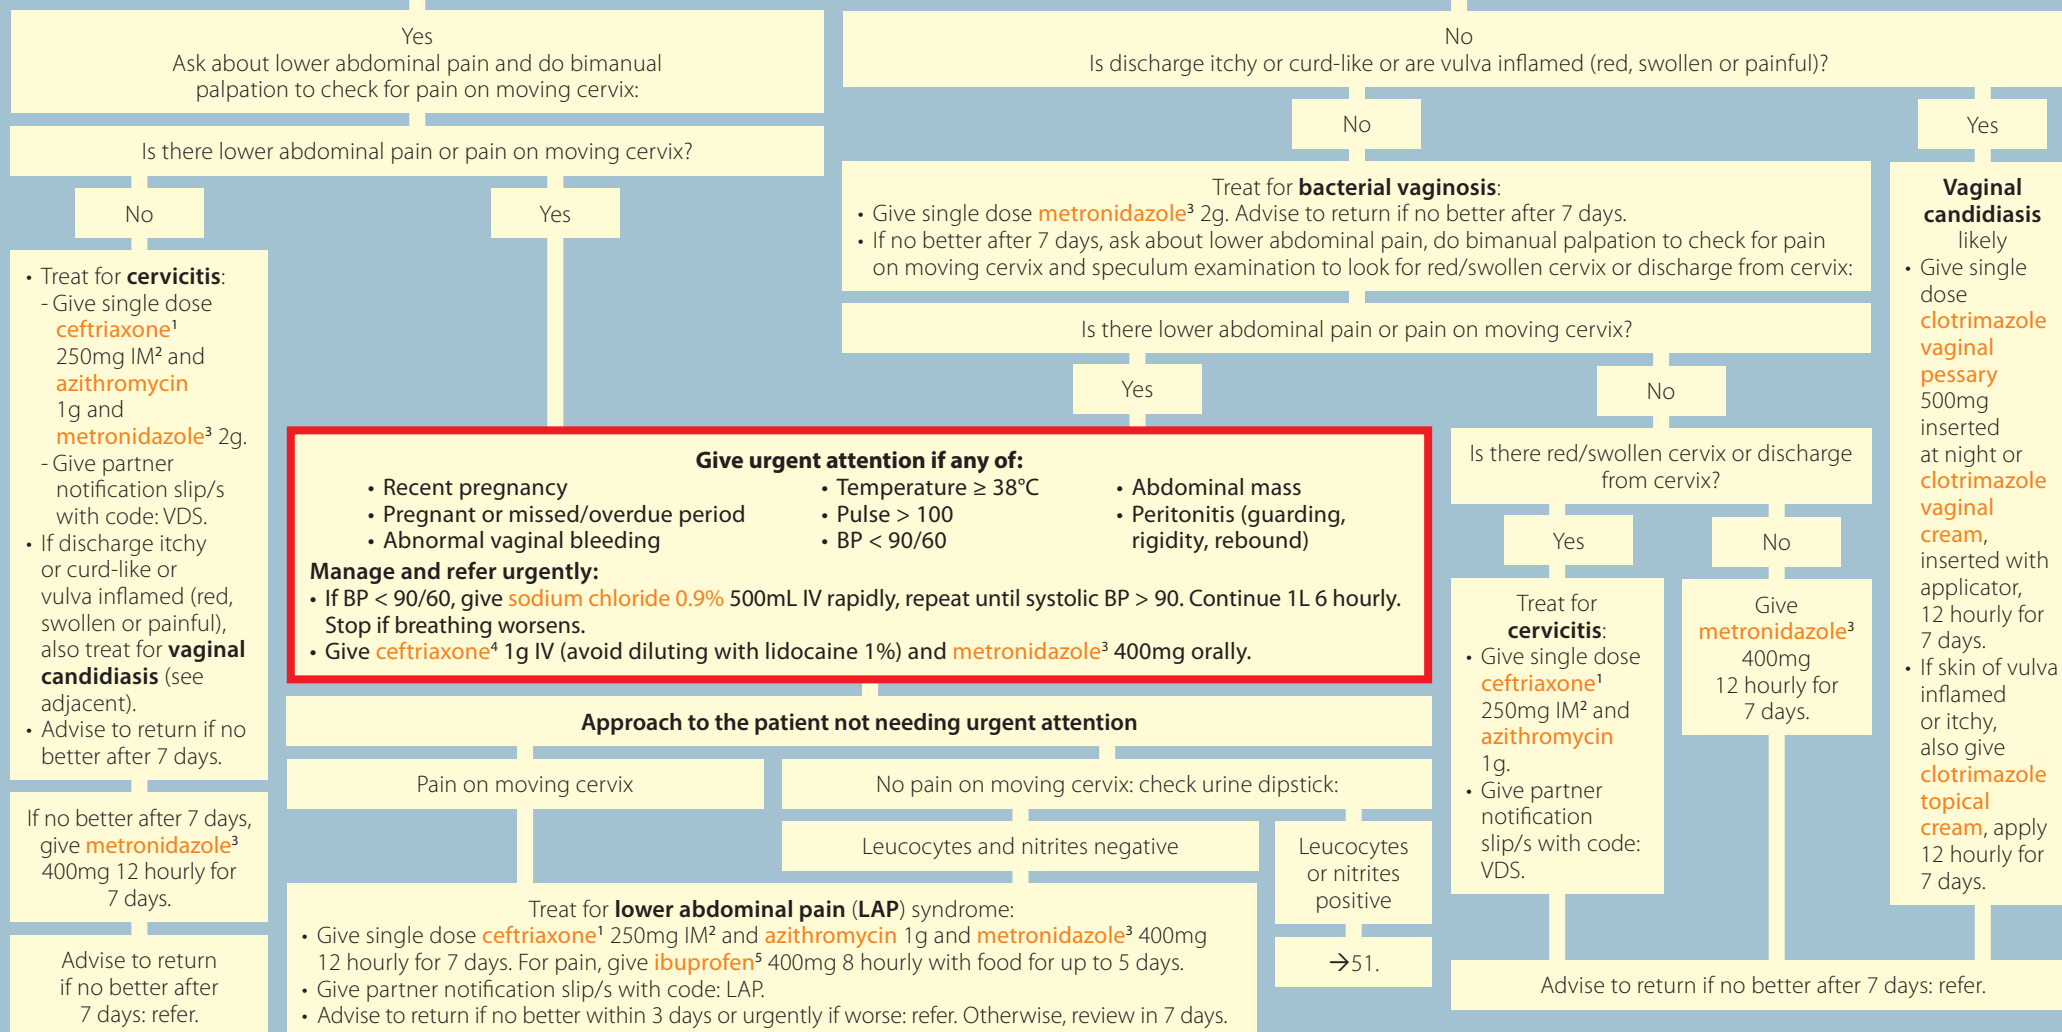 Yes
Ask about lower abdominal pain and do bimanual
palpation to check for pain on moving cervix:
Is there lower abdominal pain or pain on moving cervix?
No
• Treat for cervicitis:
- Give single dose
ceftriaxone¹
250mg IM² and
azithromycin
1g and
metronidazole³ 2g.
- Give partner
notification slip/s
with code: VDS.
• If discharge itchy
or curd-like or
vulva inflamed (red,
swollen or painful),
also treat for vaginal
candidiasis (see
adjacent).
• Advise to return if no
better after 7 days.
If no better after 7 days,
give metronidazole³
400mg 12 hourly for
7 days.
Advise to return
if no better after
7 days: refer.
Yes
No
Is discharge itchy or curd-like or are vulva inflamed (red, swollen or painful)?
No
Treat for bacterial vaginosis:
• Give single dose metronidazole³ 2g. Advise to return if no better after 7 days.
• If no better after 7 days, ask about lower abdominal pain, do bimanual palpation to check for pain
on moving cervix and speculum examination to look for red/swollen cervix or discharge from cervix:
Is there lower abdominal pain or pain on moving cervix?
Yes
Give urgent attention if any of:
• Recent pregnancy
• Pregnant or missed/overdue period
• Abnormal vaginal bleeding
• Temperature ≥ 38°C
• Pulse > 100
• BP < 90/60
• Abdominal mass
• Peritonitis (guarding,
rigidity, rebound)
Manage and refer urgently:
• If BP < 90/60, give sodium chloride 0.9% 500mL IV rapidly, repeat until systolic BP > 90. Continue 1L 6 hourly.
Stop if breathing worsens.
• Give ceftriaxone⁴ 1g IV (avoid diluting with lidocaine 1%) and metronidazole³ 400mg orally.
Approach to the patient not needing urgent attention
Pain on moving cervix
No pain on moving cervix: check urine dipstick:
Leucocytes and nitrites negative
Treat for lower abdominal pain (LAP) syndrome:
• Give single dose ceftriaxone¹ 250mg IM² and azithromycin 1g and metronidazole³ 400mg
12 hourly for 7 days. For pain, give ibuprofen⁵ 400mg 8 hourly with food for up to 5 days.
• Give partner notification slip/s with code: LAP.
• Advise to return if no better within 3 days or urgently if worse: refer. Otherwise, review in 7 days.
Leucocytes
or nitrites
positive
→51.
No
Is there red/swollen cervix or discharge
from cervix?
Yes
Treat for
cervicitis:
• Give single dose
ceftriaxone¹
250mg IM² and
azithromycin
1g.
• Give partner
notification
slip/s with code:
VDS.
No
Give
metronidazole³
400mg
12 hourly for
7 days.
Yes
Vaginal
candidiasis
likely
• Give single
dose
clotrimazole
vaginal
pessary
500mg
inserted
at night or
clotrimazole
vaginal
cream,
inserted with
applicator,
12 hourly for
7 days.
• If skin of vulva
inflamed
or itchy,
also give
clotrimazole
topical
cream, apply
12 hourly for
7 days.
Advise to return if no better after 7 days: refer.